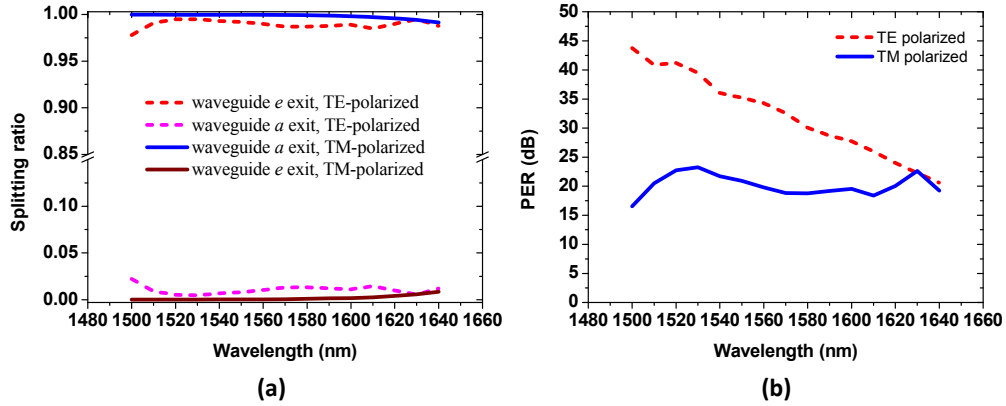 1.00
0.95
0.90
0.85
0.10
0.05
0.00
Splitting ratio
waveguide e exit, TE-polarized
waveguide a exit, TE-polarized
waveguide a exit, TM-polarized
waveguide e exit, TM-polarized
1480 1500 1520 1540 1560 1580 1600 1620 1640 1660
Wavelength (nm)
(a)
50
45
40
35
30
25
20
15
10
5
0
PER (dB)
TE polarized
TM polarized
1480 1500 1520 1540 1560 1580 1600 1620 1640 1660
Wavelength (nm)
(b)